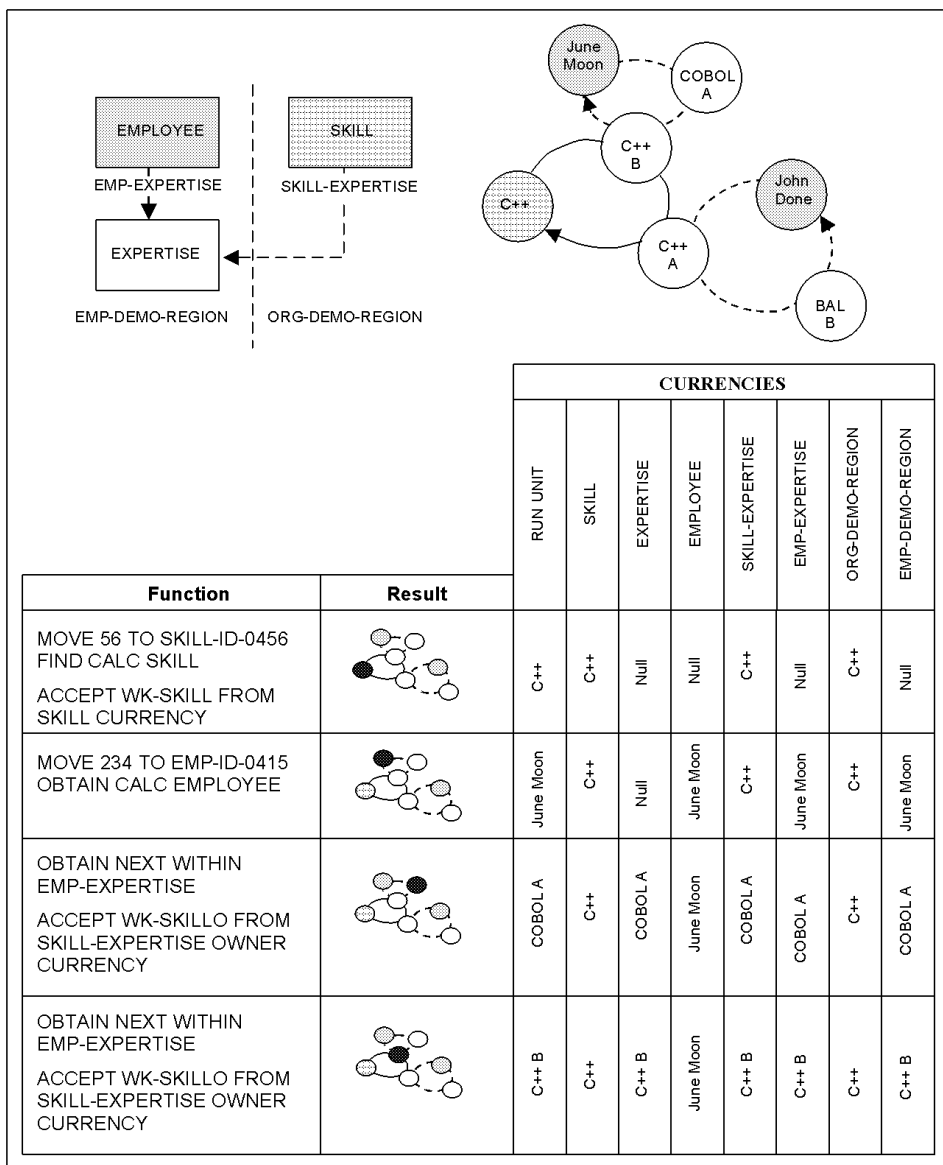 EMPLOYEE
SKILL
EMP-EXPERTISE
SKILL-EXPERTISE
EXPERTISE
EMP-DEMO-REGION
ORG-DEMO-REGION
June
Moon
COBOL
A
C++
B
C++
John
Done
C++
A
BAL
B
CURRENCIES
RUN UNIT
SKILL
EXPERTISE
EMPLOYEE
SKILL-EXPERTISE
EMP-EXPERTISE
ORG-DEMO-REGION
EMP-DEMO-REGION
Function
Result
MOVE 56 TO SKILL-ID-0456
FIND CALC SKILL
ACCEPT WK-SKILL FROM
SKILL CURRENCY
C++
C++
Null
Null
C++
Null
C++
Null
MOVE 234 TO EMP-ID-0415
OBTAIN CALC EMPLOYEE
June Moon
C++
Null
June Moon
C++
June Moon
C++
June Moon
OBTAIN NEXT WITHIN
EMP-EXPERTISE
ACCEPT WK-SKILLO FROM
SKILL-EXPERTISE OWNER
CURRENCY
COBOL A
C++
COBOL A
June Moon
COBOL A
COBOL A
C++
COBOL A
OBTAIN NEXT WITHIN
EMP-EXPERTISE
ACCEPT WK-SKILLO FROM
SKILL-EXPERTISE OWNER
CURRENCY
C++ B
C++
C++ B
June Moon
C++ B
C++ B
C++
C++ B